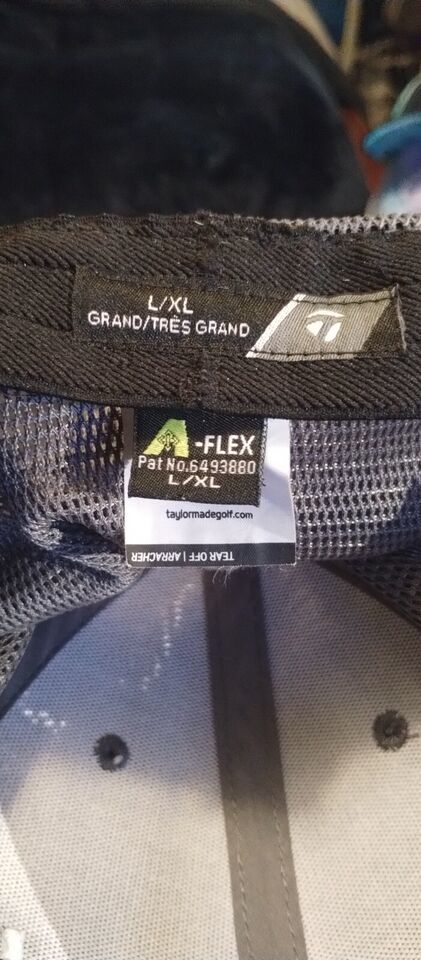 L/XL
GRAND/TRÈS GRAND
A-FLEX
Pat No.6493880
L/XL
taylormadegolf.com
TEAR OFF | ARRACHER